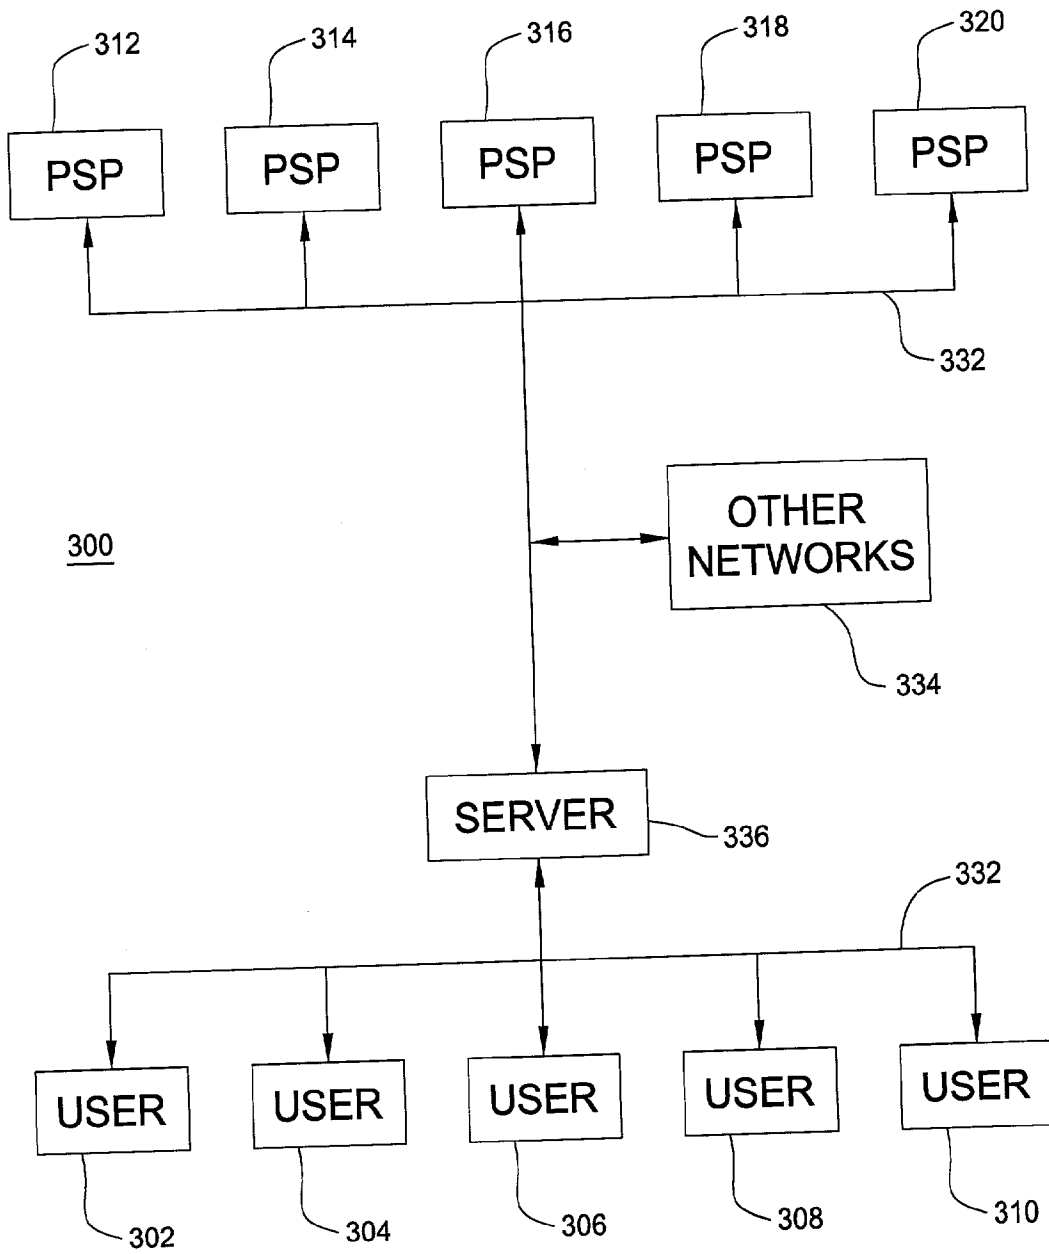 312
314
316
318
320
PSP
PSP
PSP
PSP
PSP
332
300
OTHER
NETWORKS
334
SERVER
336
332
USER
USER
USER
USER
USER
302
304
306
308
310